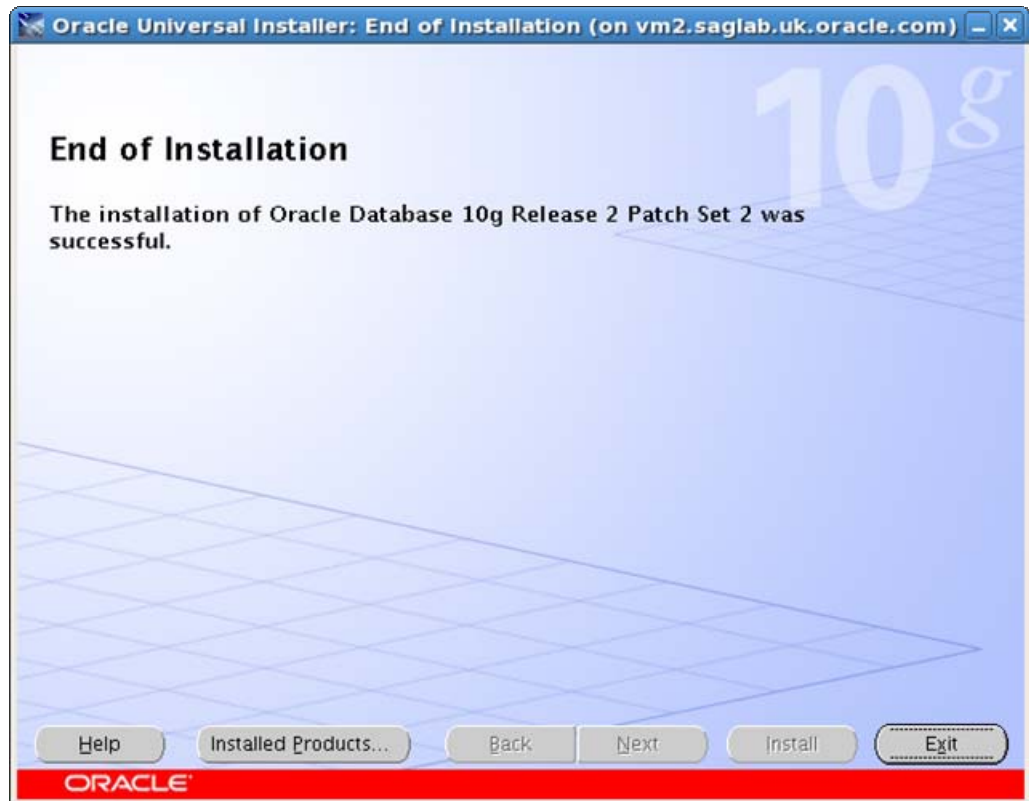 Oracle Universal Installer: End of Installation (on vm2.saglab.uk.oracle.com)
10g
End of Installation
The installation of Oracle Database 10g Release 2 Patch Set 2 was
successful.
Help
Installed Products...
Back
Next
Install
Exit
ORACLE